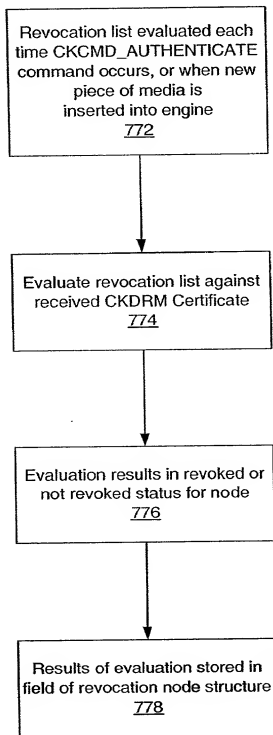 Revocation list evaluated each
time CKCMD_AUTHENTICATE
command occurs, or when new
piece of media is
inserted into engine
772
Evaluate revocation list against
received CKDRM Certificate
774
Evaluation results in revoked or
not revoked status for node
776
Results of evaluation stored in
field of revocation node structure
778